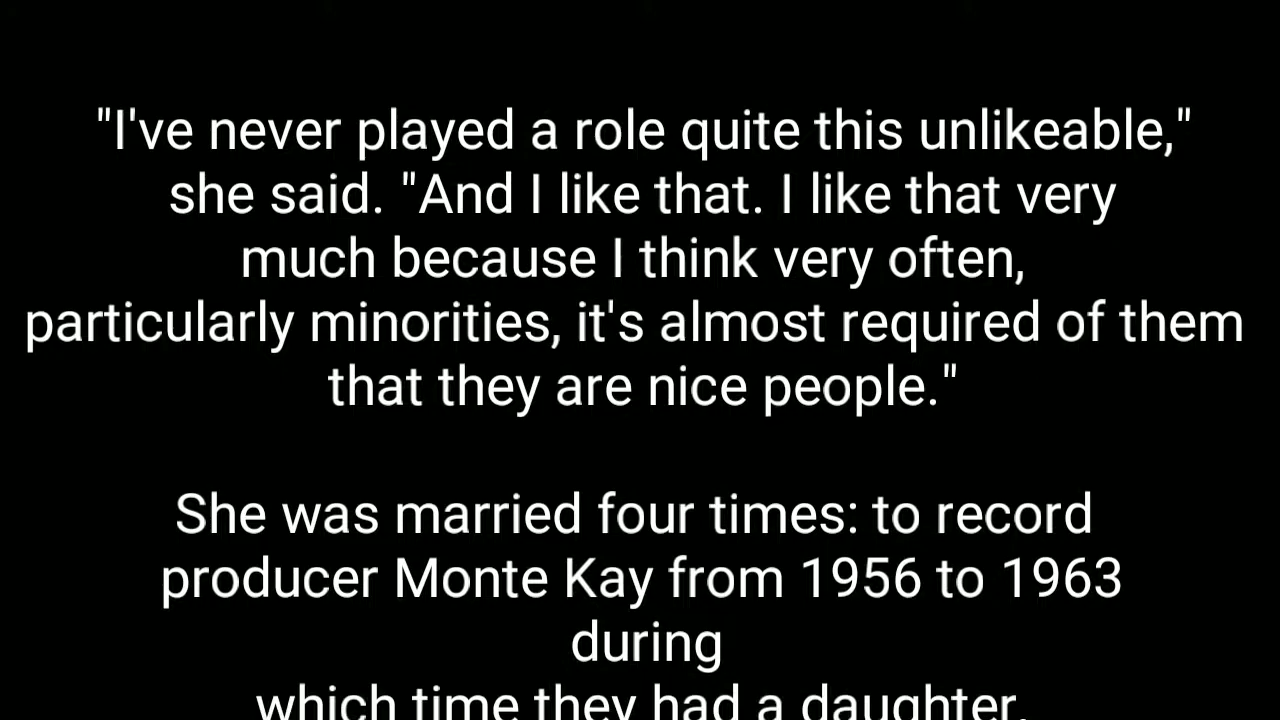 "I've never played a role quite this unlikeable,"
she said. "And I like that. I like that very
much because I think very often,
particularly minorities, it's almost required of them
that they are nice people."
She was married four times: to record
producer Monte Kay from 1956 to 1963
during
which time they had a daughter,